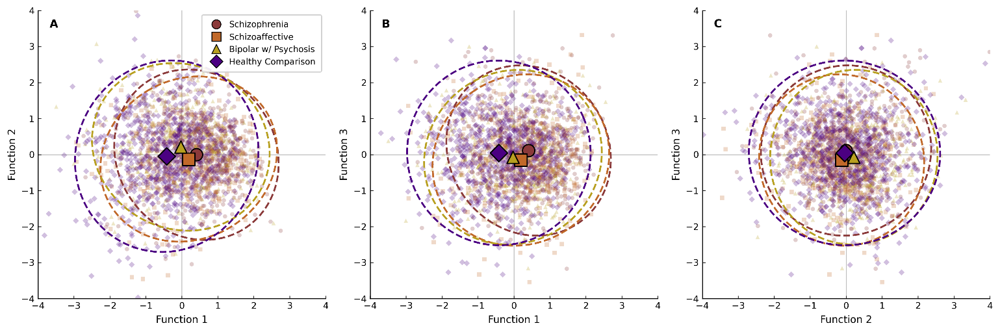 A
Schizophrenia
Schizoaffective
Bipolar w/ Psychosis
Healthy Comparison
4
3
2
1
0
−1
−2
−3
−4
Function 2
−4 −3 −2 −1 0 1 2 3 4
Function 1
B
4
3
2
1
0
−1
−2
−3
−4
Function 3
−4 −3 −2 −1 0 1 2 3 4
Function 1
C
4
3
2
1
0
−1
−2
−3
−4
Function 3
−4 −3 −2 −1 0 1 2 3 4
Function 2